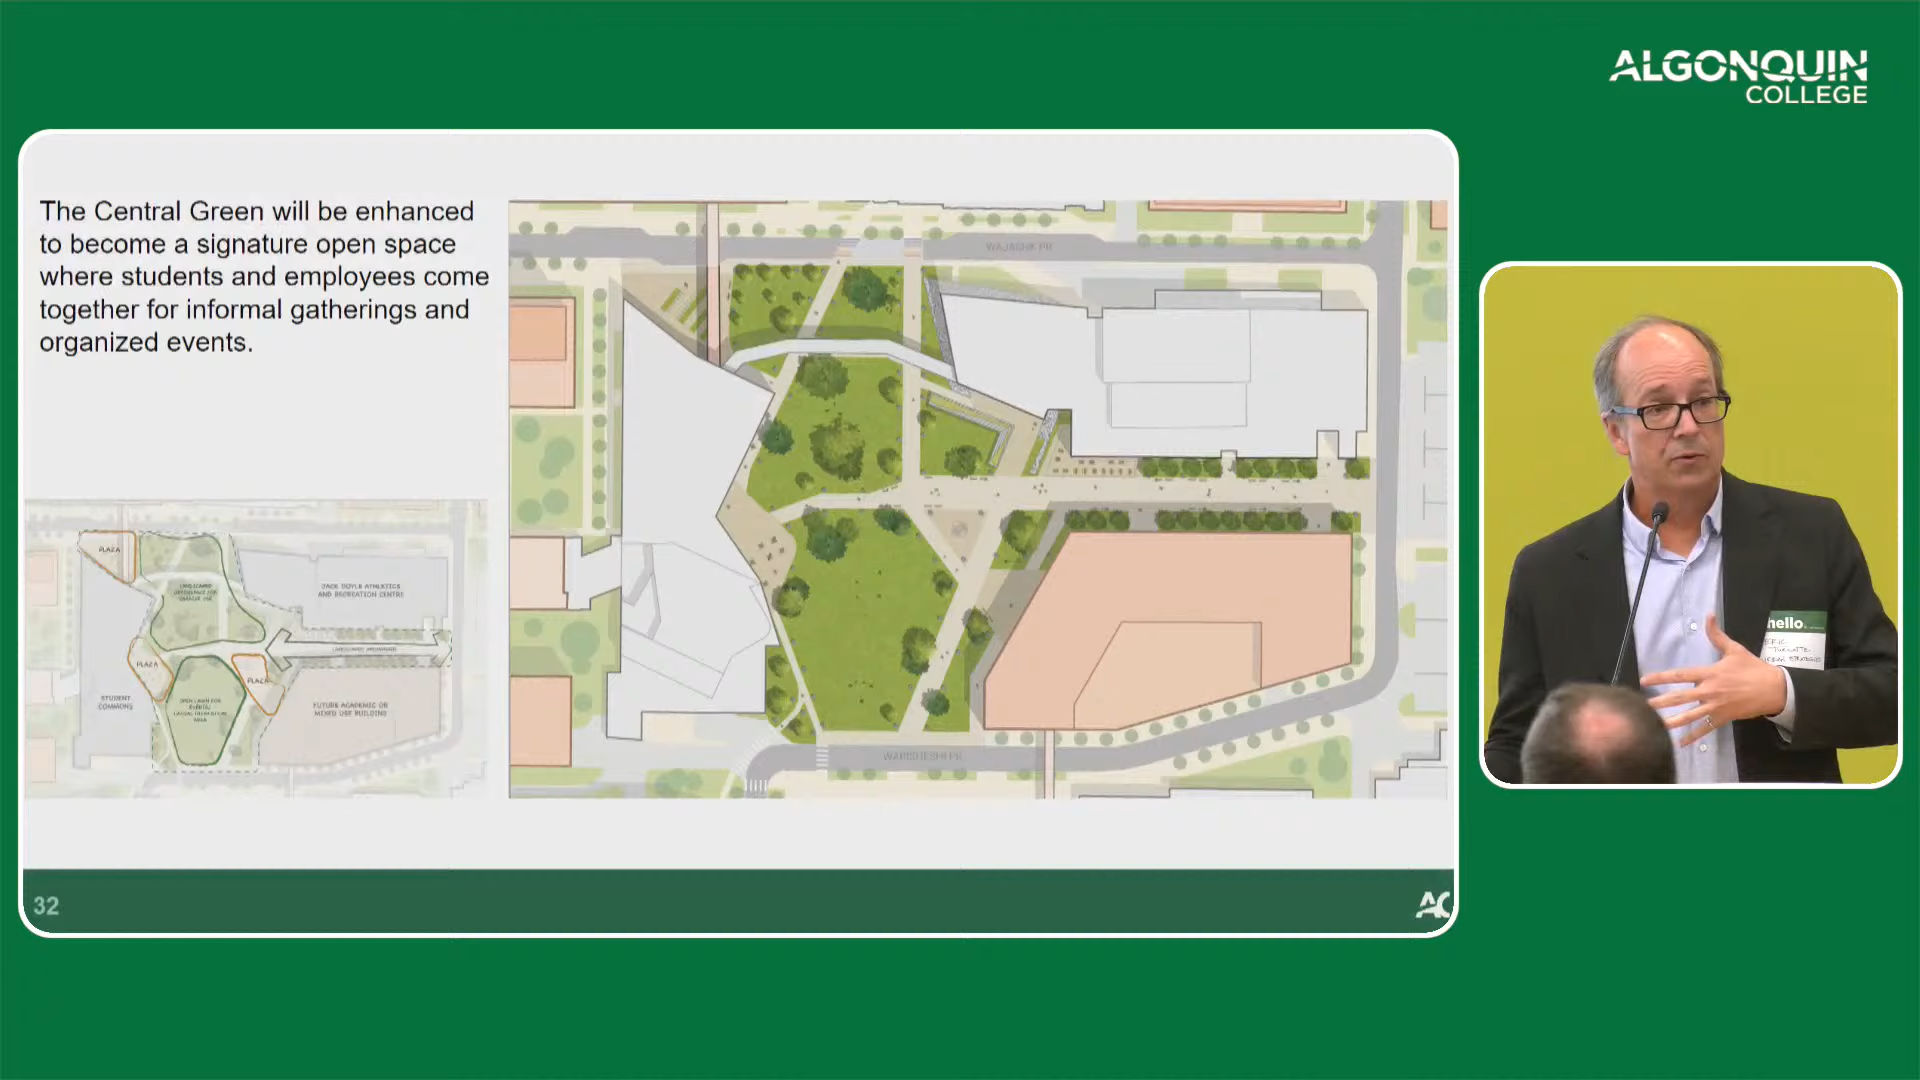 ALGONQUIN
COLLEGE
The Central Green will be enhanced
to become a signature open space
where students and employees come
together for informal gatherings and
organized events.
PLAZA
JACK DOYLE ATHLETICS
AND RECREATION CENTRE
PLAZA
PLAZA
STUDENT
COMMONS
FUTURE ACADEMIC OR
MIXED USE BUILDING
hello
ERIC
32
AC